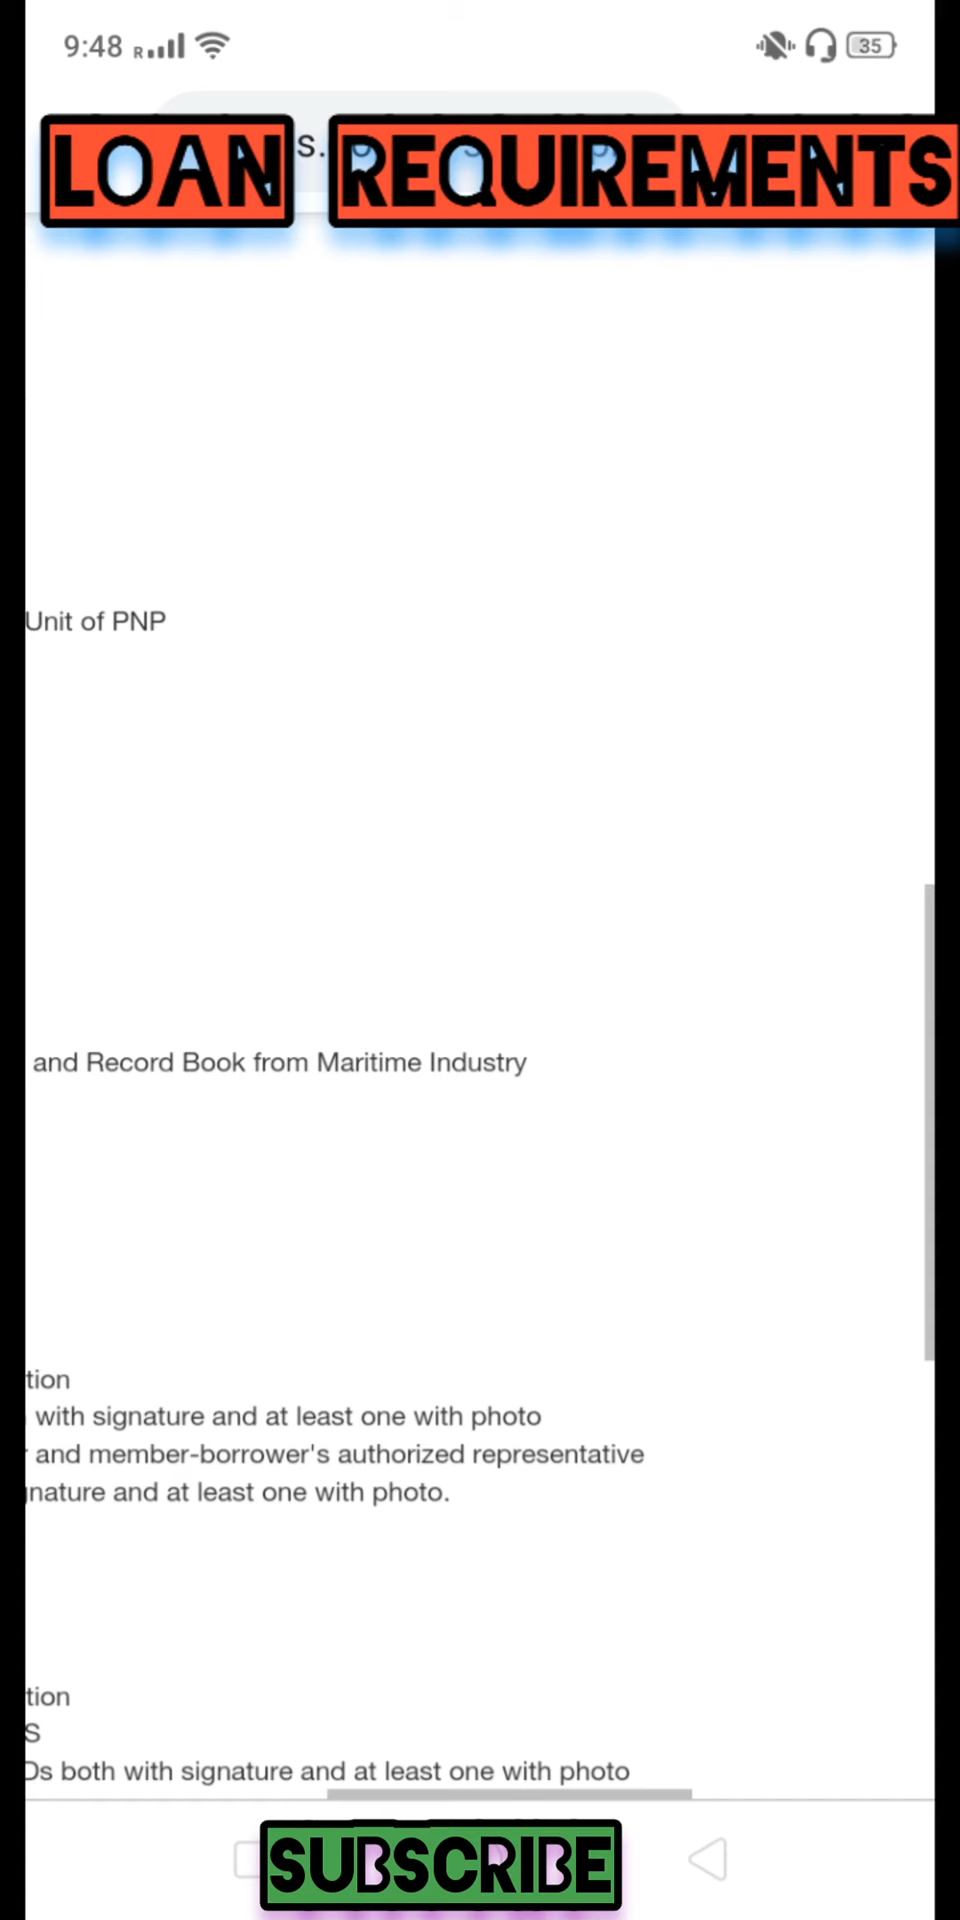 9:48 R 35
LOAN s. REQUIREMENTS
Unit of PNP
and Record Book from Maritime Industry
tion
with signature and at least one with photo
and member-borrower's authorized representative
nature and at least one with photo.
tion
S
Ds both with signature and at least one with photo
SUBSCRIBE